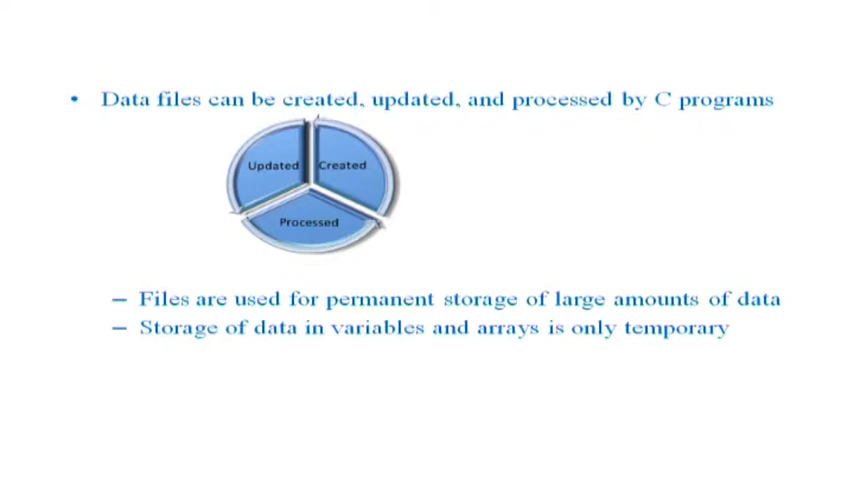 • Data files can be created, updated, and processed by C programs
Updated Created
Processed
– Files are used for permanent storage of large amounts of data
– Storage of data in variables and arrays is only temporary